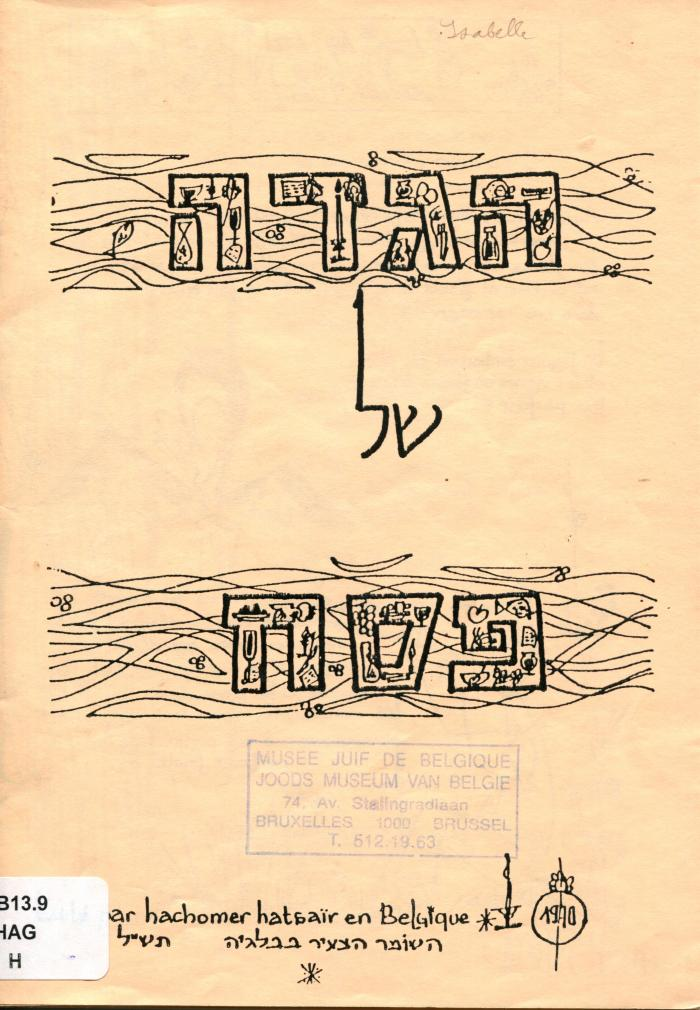 Isabelle
הגדה
של
פסח
MUSEE JUIF DE BELGIQUE
JOODS MUSEUM VAN BELGIE
74, Av. Stalingradlaan
BRUXELLES 1000 BRUSSEL
T. 512.19.63
par hachomer hatsaïr en Belgique
1970
השומר הצעיר בבלגיה תש"ל
B13.9
HAG
H